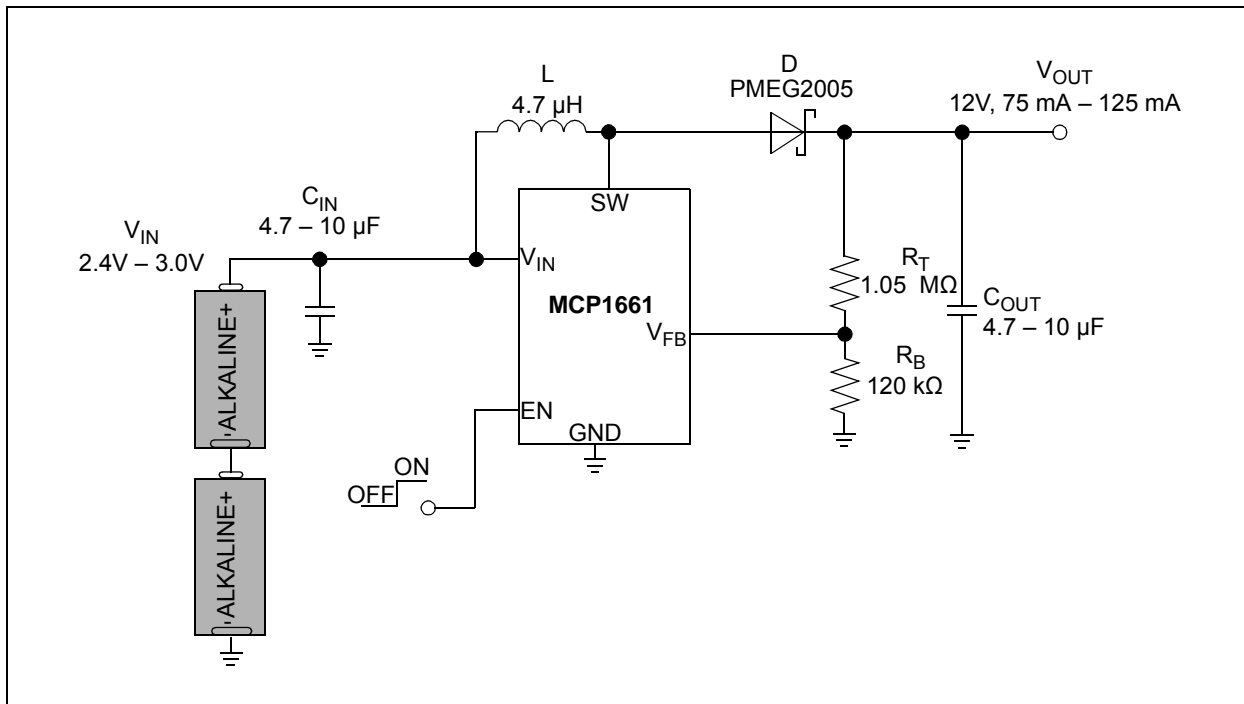 L
4.7 µH
D
PMEG2005
V_OUT
12V, 75 mA – 125 mA
C_IN
4.7 – 10 µF
V_IN
2.4V – 3.0V
SW
V_IN
MCP1661
V_FB
EN
GND
R_T
1.05 MΩ
C_OUT
4.7 – 10 µF
R_B
120 kΩ
ON
OFF
- ALKALINE+
- ALKALINE+